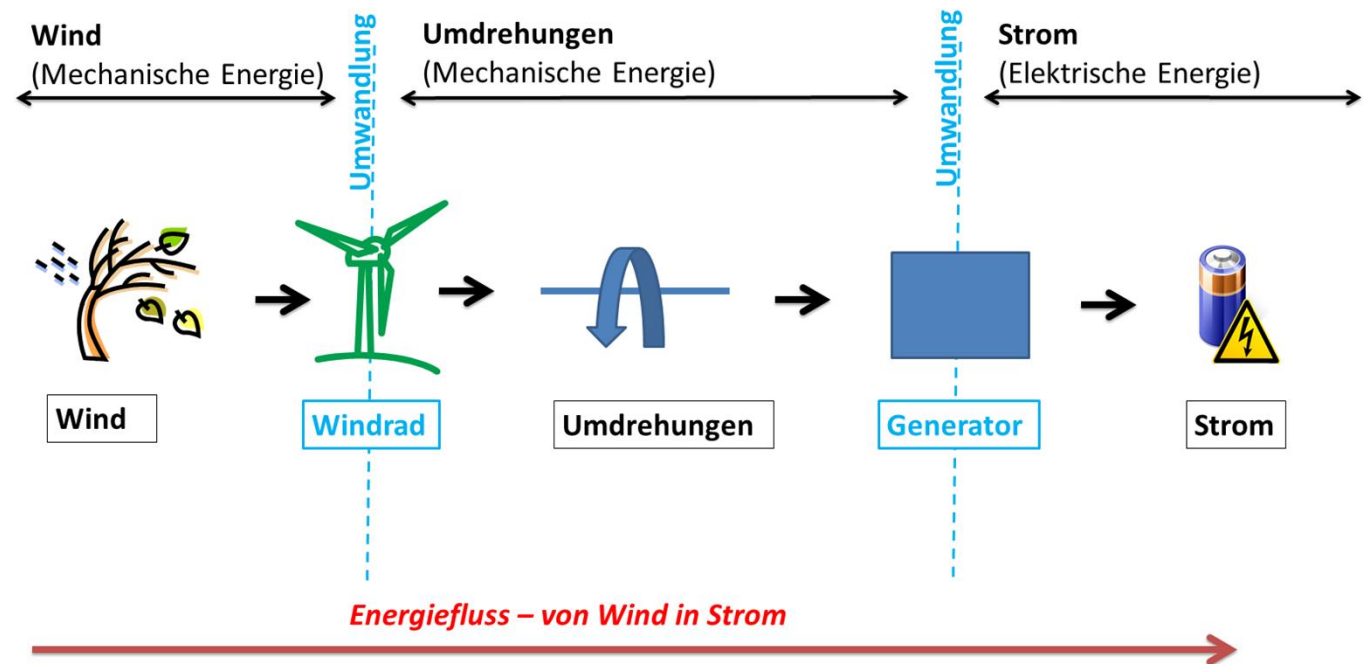 Wind
(Mechanische Energie)
Umwandlung
Umdrehungen
(Mechanische Energie)
Umwandlung
Strom
(Elektrische Energie)
Wind
Windrad
Umdrehungen
Generator
Strom
Energiefluss – von Wind in Strom